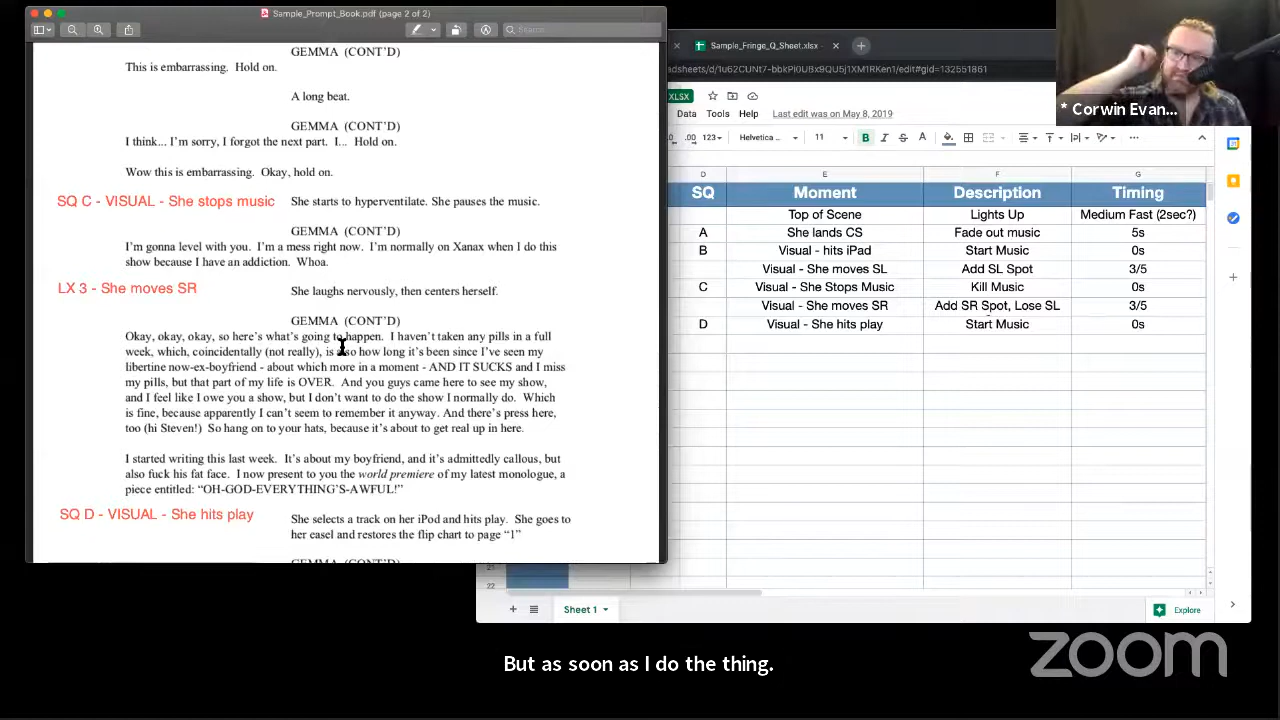 Sample_Prompt_Book.pdf (page 2 of 2)
Search
GEMMA (CONT'D)
This is embarrassing. Hold on.
A long beat.
GEMMA (CONT'D)
I think... I'm sorry, I forgot the next part. I... Hold on.
Wow this is embarrassing. Okay, hold on.
SQ C - VISUAL - She stops music
She starts to hyperventilate. She pauses the music.
GEMMA (CONT'D)
I'm gonna level with you. I'm a mess right now. I'm normally on Xanax when I do this
show because I have an addiction. Whoa.
LX 3 - She moves SR
She laughs nervously, then centers herself.
GEMMA (CONT'D)
Okay, okay, okay, so here's what's going to happen. I haven't taken any pills in a full
week, which, coincidentally (not really), is also how long it's been since I've seen my
libertine now-ex-boyfriend - about which more in a moment - AND IT SUCKS and I miss
my pills, but that part of my life is OVER. And you guys came here to see my show,
and I feel like I owe you a show, but I don't want to do the show I normally do. Which
is fine, because apparently I can't seem to remember it anyway. And there's press here,
too (hi Steven!) So hang on to your hats, because it's about to get real up in here.
I started writing this last week. It's about my boyfriend, and it's admittedly callous, but
also fuck his fat face. I now present to you the world premiere of my latest monologue, a
piece entitled: "OH-GOD-EVERYTHING'S-AWFUL!"
SQ D - VISUAL - She hits play
She selects a track on her iPod and hits play. She goes to
her easel and restores the flip chart to page "1"
GEMMA (CONT'D)
Sample_Fringe_Q_Sheet.xlsx -
adsheets/d/1u62CUNt7-bbkPl0UBx9QU5j1XM1RKen1/edit#gid=132551861
XLSX
Data Tools Help Last edit was on May 8, 2019
.00 123 Helvetica ... 11 B I S A
D E F G
SQ Moment Description Timing
Top of Scene Lights Up Medium Fast (2sec?)
A She lands CS Fade out music 5s
B Visual - hits iPad Start Music 0s
Visual - She moves SL Add SL Spot 3/5
C Visual - She Stops Music Kill Music 0s
Visual - She moves SR Add SR Spot, Lose SL 3/5
D Visual - She hits play Start Music 0s
22
Sheet 1
Explore
* Corwin Evan...
But as soon as I do the thing.
zoom